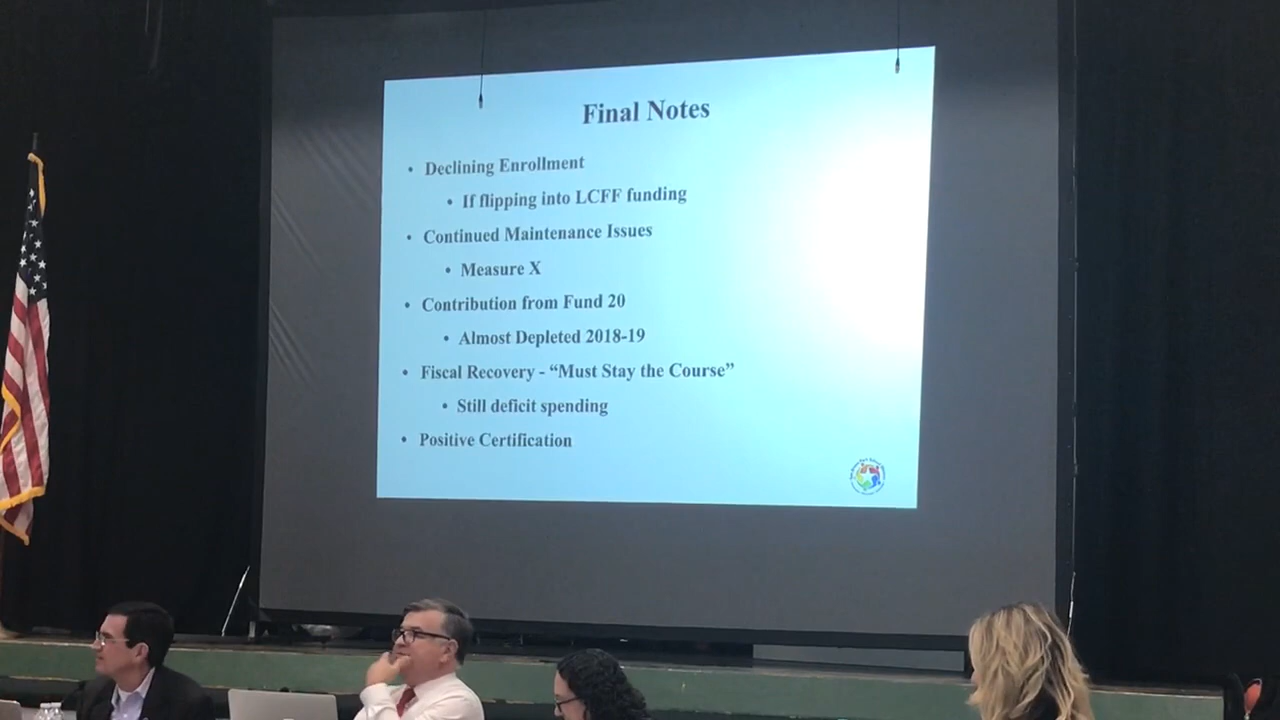 Final Notes
• Declining Enrollment
• If flipping into LCFF funding
• Continued Maintenance Issues
• Measure X
• Contribution from Fund 20
• Almost Depleted 2018-19
• Fiscal Recovery - “Must Stay the Course”
• Still deficit spending
• Positive Certification